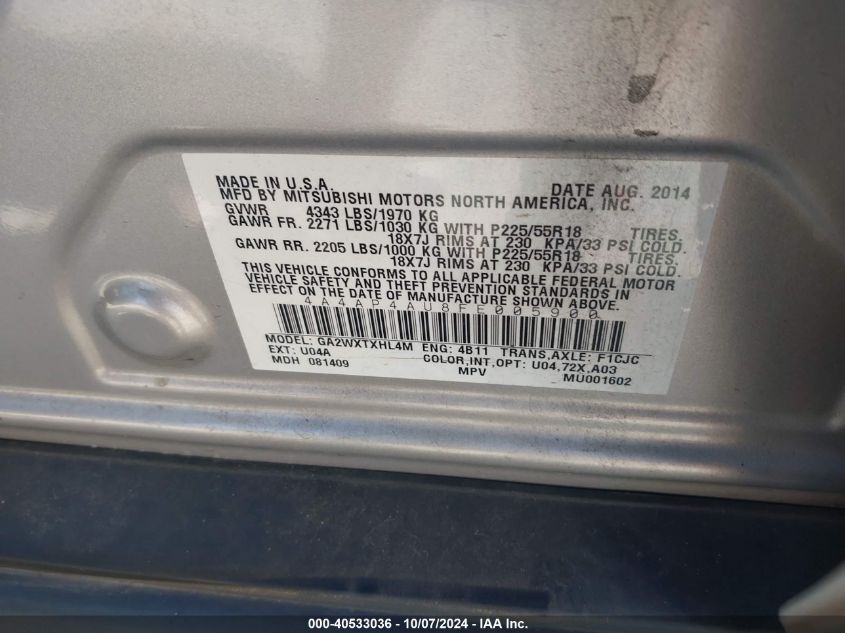 MADE IN U.S.A. DATE AUG. 2014
MFD BY MITSUBISHI MOTORS NORTH AMERICA, INC.
GVWR 4343 LBS/1970 KG
GAWR FR. 2271 LBS/1030 KG WITH P225/55R18 TIRES.
18X7J RIMS AT 230 KPA/33 PSI COLD.
GAWR RR. 2205 LBS/1000 KG WITH P225/55R18 TIRES.
18X7J RIMS AT 230 KPA/33 PSI COLD.
THIS VEHICLE CONFORMS TO ALL APPLICABLE FEDERAL MOTOR
VEHICLE SAFETY AND THEFT PREVENTION STANDARDS IN
EFFECT ON THE DATE OF MANUFACTURE SHOWN ABOVE.
4A4AP4AU8FE005900
MODEL: GA2WXTXHL4M ENG: 4B11 TRANS,AXLE: F1CJC
EXT: U04A COLOR,INT,OPT: U04,72X,A03
MDH 081409 MPV MU001602
000-40533036 - 10/07/2024 - IAA Holdings, LLC.